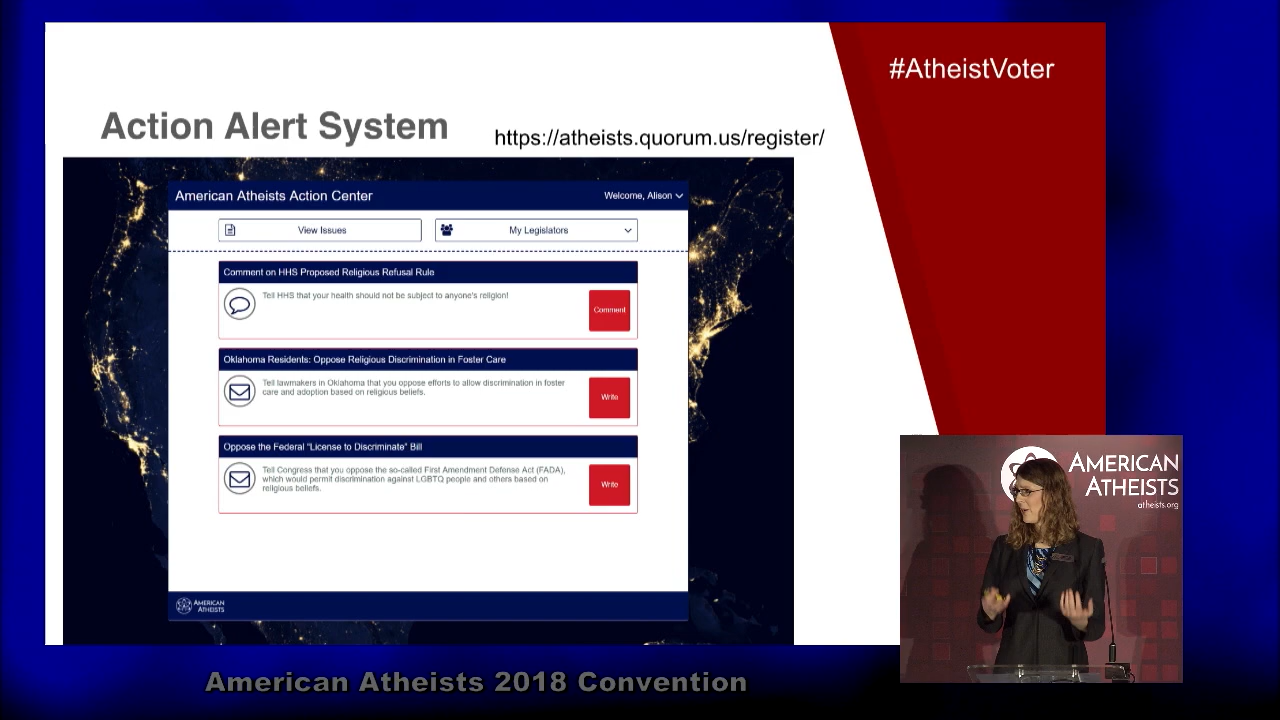 #AtheistVoter
Action Alert System
https://atheists.quorum.us/register/
American Atheists Action Center
Welcome, Alison
View Issues
My Legislators
Comment on HHS Proposed Religious Refusal Rule
Tell HHS that your health should not be subject to anyone's religion!
Comment
Oklahoma Residents: Oppose Religious Discrimination in Foster Care
Tell lawmakers in Oklahoma that you oppose efforts to allow discrimination in foster
care and adoption based on religious beliefs.
Write
Oppose the Federal "License to Discriminate" Bill
Tell Congress that you oppose the so-called First Amendment Defense Act (FADA),
which would permit discrimination against LGBTQ people and others based on
religious beliefs.
Write
AMERICAN
ATHEISTS
AMERICAN
ATHEISTS
atheists.org
American Atheists 2018 Convention